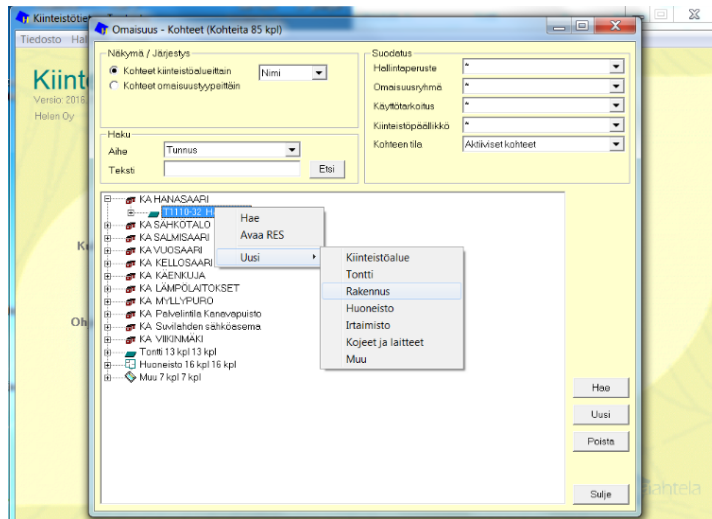 Kiinteistötie
Omaisuus - Kohteet (Kohteita 85 kpl)
Tiedosto
Kiint
Versio: 2016
Helen Oy
Näkymä / Järjestys
Kohteet kiinteistöalueittain
Nimi
Kohteet omaisuustyypeittäin
Suodatus
Hallintaperuste
*
Omaisuusryhmä
*
Käyttötarkoitus
*
Kiinteistöpäällikkö
*
Kohteen tila
Aktiiviset kohteet
Haku
Aihe
Tunnus
Teksti
Etsi
KA HANASAARI
T1110-32
KA SÄHKÖTALO
KA SALMISAARI
KA VUOSAARI
KA KELLOSAARI
KA KÄENKUJA
KA LÄMPÖLAITOKSET
KA MYLLYPURO
KA Palvelintila Kanavapuisto
KA Suvilahden sähköasema
KA VIIKINMÄKI
Tontti 13 kpl 13 kpl
Huoneisto 16 kpl 16 kpl
Muu 7 kpl 7 kpl
Hae
Avaa RES
Uusi
Kiinteistöalue
Tontti
Rakennus
Huoneisto
Irtaimisto
Kojeet ja laitteet
Muu
Hae
Uusi
Poista
Sulje